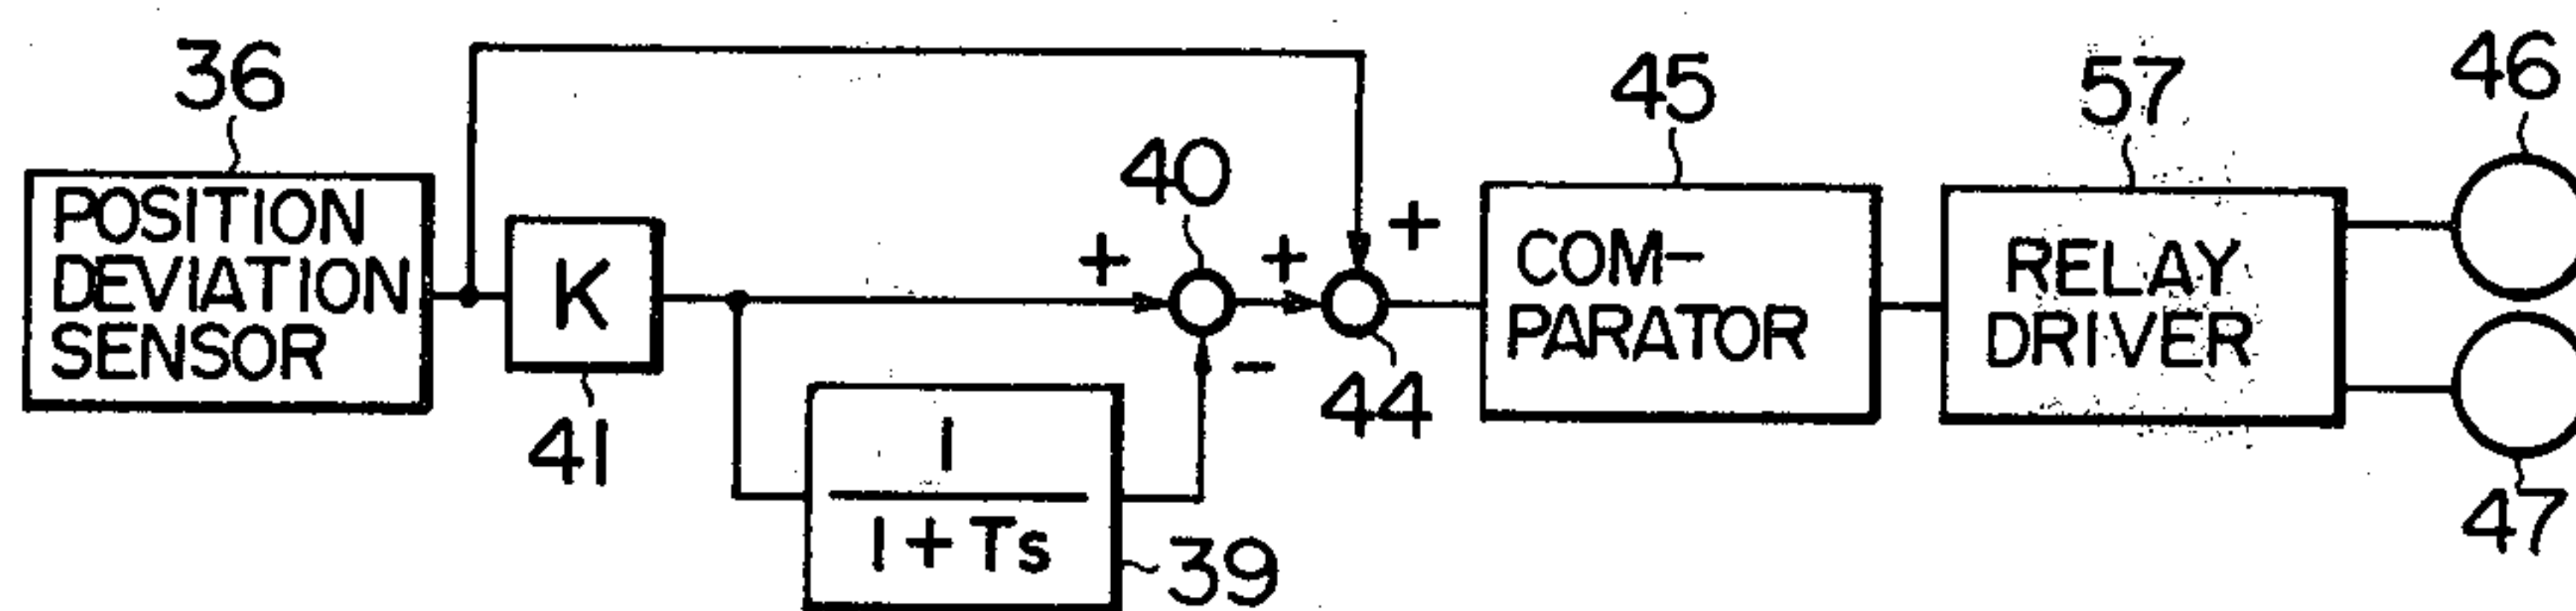 36
POSITION
DEVIATION
SENSOR
K
41
1
1+Ts
39
+
40
-
+
+
44
45
COM-
PARATOR
57
RELAY
DRIVER
46
47